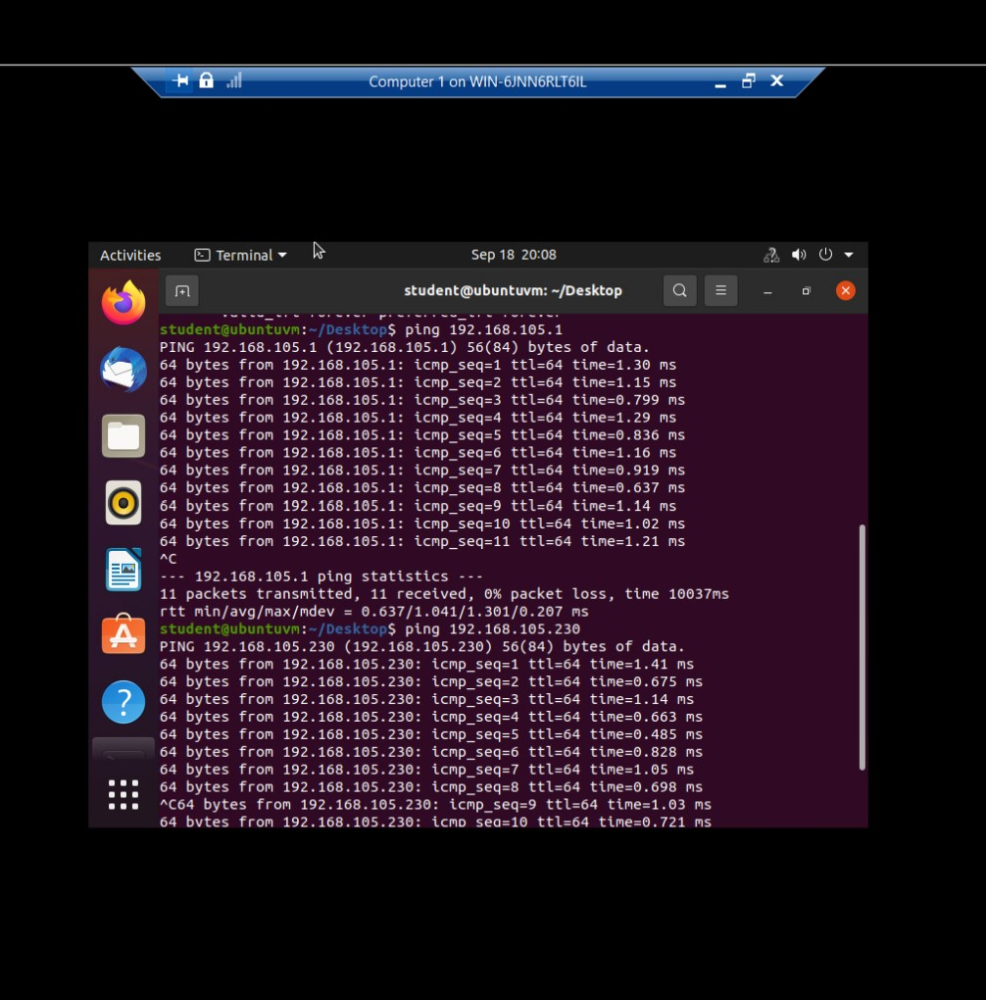 Computer 1 on WIN-6JNN6RLT6IL
Activities Terminal Sep 18 20:08
student@ubuntuvm: ~/Desktop
valid_lft forever preferred_lft forever
student@ubuntuvm:~/Desktop$ ping 192.168.105.1
PING 192.168.105.1 (192.168.105.1) 56(84) bytes of data.
64 bytes from 192.168.105.1: icmp_seq=1 ttl=64 time=1.30 ms
64 bytes from 192.168.105.1: icmp_seq=2 ttl=64 time=1.15 ms
64 bytes from 192.168.105.1: icmp_seq=3 ttl=64 time=0.799 ms
64 bytes from 192.168.105.1: icmp_seq=4 ttl=64 time=1.29 ms
64 bytes from 192.168.105.1: icmp_seq=5 ttl=64 time=0.836 ms
64 bytes from 192.168.105.1: icmp_seq=6 ttl=64 time=1.16 ms
64 bytes from 192.168.105.1: icmp_seq=7 ttl=64 time=0.919 ms
64 bytes from 192.168.105.1: icmp_seq=8 ttl=64 time=0.637 ms
64 bytes from 192.168.105.1: icmp_seq=9 ttl=64 time=1.14 ms
64 bytes from 192.168.105.1: icmp_seq=10 ttl=64 time=1.02 ms
64 bytes from 192.168.105.1: icmp_seq=11 ttl=64 time=1.21 ms
^C
--- 192.168.105.1 ping statistics ---
11 packets transmitted, 11 received, 0% packet loss, time 10037ms
rtt min/avg/max/mdev = 0.637/1.041/1.301/0.207 ms
student@ubuntuvm:~/Desktop$ ping 192.168.105.230
PING 192.168.105.230 (192.168.105.230) 56(84) bytes of data.
64 bytes from 192.168.105.230: icmp_seq=1 ttl=64 time=1.41 ms
64 bytes from 192.168.105.230: icmp_seq=2 ttl=64 time=0.675 ms
64 bytes from 192.168.105.230: icmp_seq=3 ttl=64 time=1.14 ms
64 bytes from 192.168.105.230: icmp_seq=4 ttl=64 time=0.663 ms
64 bytes from 192.168.105.230: icmp_seq=5 ttl=64 time=0.485 ms
64 bytes from 192.168.105.230: icmp_seq=6 ttl=64 time=0.828 ms
64 bytes from 192.168.105.230: icmp_seq=7 ttl=64 time=1.05 ms
64 bytes from 192.168.105.230: icmp_seq=8 ttl=64 time=0.698 ms
^C64 bytes from 192.168.105.230: icmp_seq=9 ttl=64 time=1.03 ms
64 bytes from 192.168.105.230: icmp_seq=10 ttl=64 time=0.721 ms